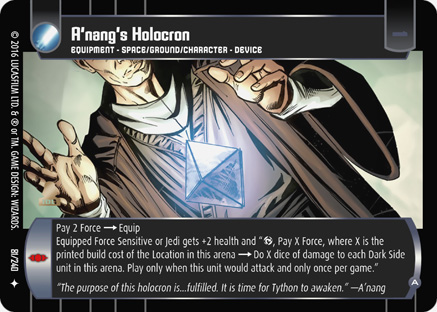 A'nang's Holocron
EQUIPMENT - SPACE/GROUND/CHARACTER - DEVICE
© 2016 LUCASFILM LTD. & ® or TM. GAME DESIGN: WIZARDS.
81/240
Pay 2 Force → Equip
Equipped Force Sensitive or Jedi gets +2 health and “, Pay X Force, where X is the
printed build cost of the Location in this arena → Do X dice of damage to each Dark Side
unit in this arena. Play only when this unit would attack and only once per game.”
“The purpose of this holocron is...fulfilled. It is time for Tython to awaken.” —A'nang
A